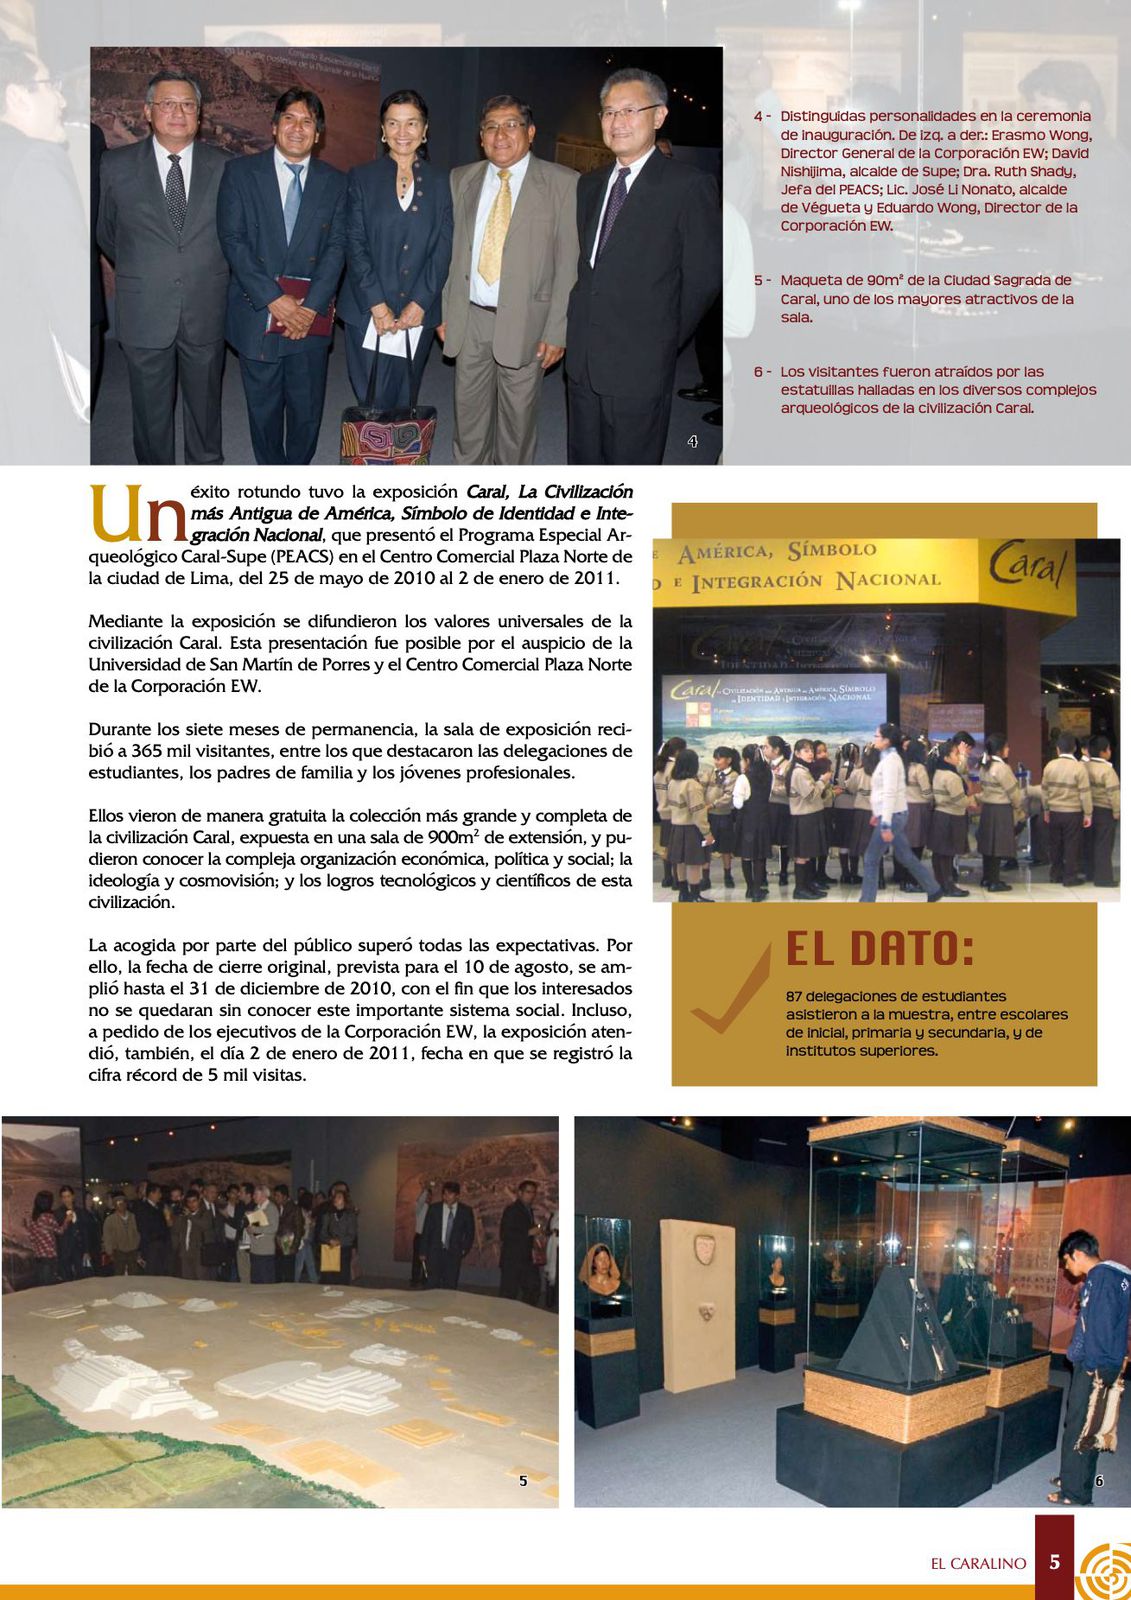 4 - Distinguidas personalidades en la ceremonia
de inauguración. De izq. a der.: Erasmo Wong,
Director General de la Corporación EW; David
Nishijima, alcalde de Supe; Dra. Ruth Shady,
Jefa del PEACS; Lic. José Li Nonato, alcalde
de Végueta y Eduardo Wong, Director de la
Corporación EW.
5 - Maqueta de 90m² de la Ciudad Sagrada de
Caral, uno de los mayores atractivos de la
sala.
6 - Los visitantes fueron atraídos por las
estatuillas halladas en los diversos complejos
arqueológicos de la civilización Caral.
4
Un éxito rotundo tuvo la exposición Caral, La Civilización
más Antigua de América, Símbolo de Identidad e Inte-
gración Nacional, que presentó el Programa Especial Ar-
queológico Caral-Supe (PEACS) en el Centro Comercial Plaza Norte de
la ciudad de Lima, del 25 de mayo de 2010 al 2 de enero de 2011.
Mediante la exposición se difundieron los valores universales de la
civilización Caral. Esta presentación fue posible por el auspicio de la
Universidad de San Martín de Porres y el Centro Comercial Plaza Norte
de la Corporación EW.
Durante los siete meses de permanencia, la sala de exposición reci-
bió a 365 mil visitantes, entre los que destacaron las delegaciones de
estudiantes, los padres de familia y los jóvenes profesionales.
Ellos vieron de manera gratuita la colección más grande y completa de
la civilización Caral, expuesta en una sala de 900m² de extensión, y pu-
dieron conocer la compleja organización económica, política y social; la
ideología y cosmovisión; y los logros tecnológicos y científicos de esta
civilización.
La acogida por parte del público superó todas las expectativas. Por
ello, la fecha de cierre original, prevista para el 10 de agosto, se am-
plió hasta el 31 de diciembre de 2010, con el fin que los interesados
no se quedaran sin conocer este importante sistema social. Incluso,
a pedido de los ejecutivos de la Corporación EW, la exposición aten-
dió, también, el día 2 de enero de 2011, fecha en que se registró la
cifra récord de 5 mil visitas.
E AMÉRICA, SÍMBOLO
D E INTEGRACIÓN NACIONAL
Caral
Caral LA CIVILIZACIÓN MÁS ANTIGUA DE AMÉRICA, SÍMBOLO
DE IDENTIDAD E INTEGRACIÓN NACIONAL
EL DATO:
87 delegaciones de estudiantes
asistieron a la muestra, entre escolares
de inicial, primaria y secundaria, y de
institutos superiores.
5
6
EL CARALINO 5